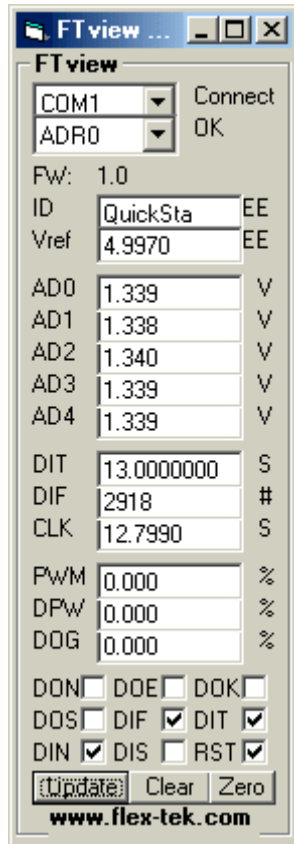 FTview ...
FTview
COM1 Connect
ADR0 OK
FW: 1.0
ID QuickSta EE
Vref 4.9970 EE
AD0 1.339 V
AD1 1.338 V
AD2 1.340 V
AD3 1.339 V
AD4 1.339 V
DIT 13.0000000 S
DIF 2918 #
CLK 12.7990 S
PWM 0.000 %
DPW 0.000 %
DOG 0.000 %
DON DOE DOK
DOS DIF DIT
DIN DIS RST
Update Clear Zero
www.flex-tek.com